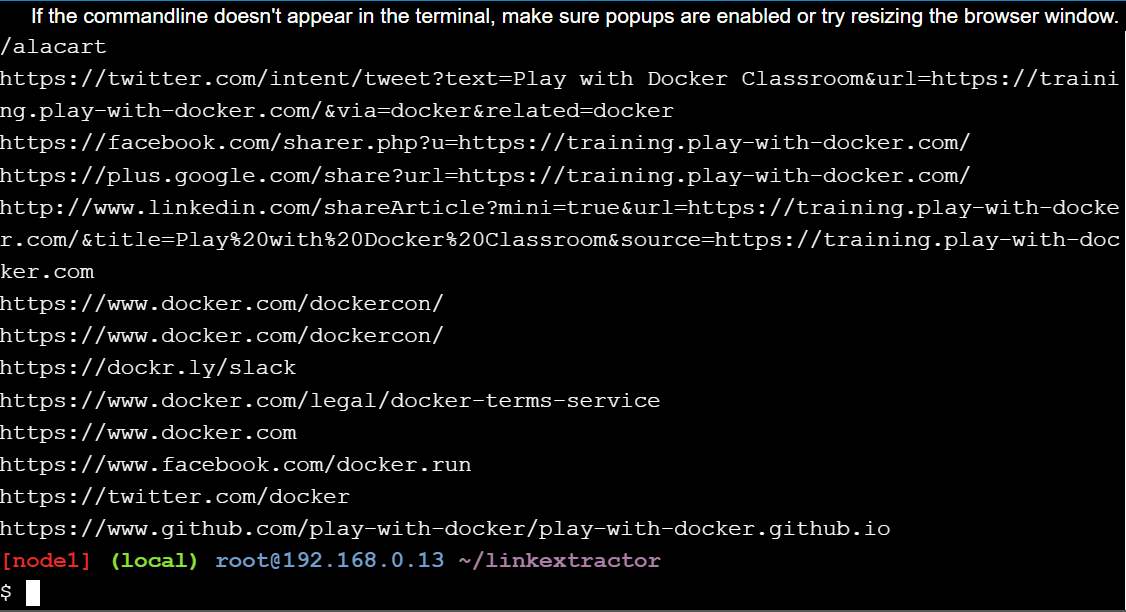 If the commandline doesn't appear in the terminal, make sure popups are enabled or try resizing the browser window.
/alacart
https://twitter.com/intent/tweet?text=Play with Docker Classroom&url=https://traini
ng.play-with-docker.com/&via=docker&related=docker
https://facebook.com/sharer.php?u=https://training.play-with-docker.com/
https://plus.google.com/share?url=https://training.play-with-docker.com/
http://www.linkedin.com/shareArticle?mini=true&url=https://training.play-with-docke
r.com/&title=Play%20with%20Docker%20Classroom&source=https://training.play-with-doc
ker.com
https://www.docker.com/dockercon/
https://www.docker.com/dockercon/
https://dockr.ly/slack
https://www.docker.com/legal/docker-terms-service
https://www.docker.com
https://www.facebook.com/docker.run
https://twitter.com/docker
https://www.github.com/play-with-docker/play-with-docker.github.io
[node1] (local) root@192.168.0.13 ~/linkextractor
$